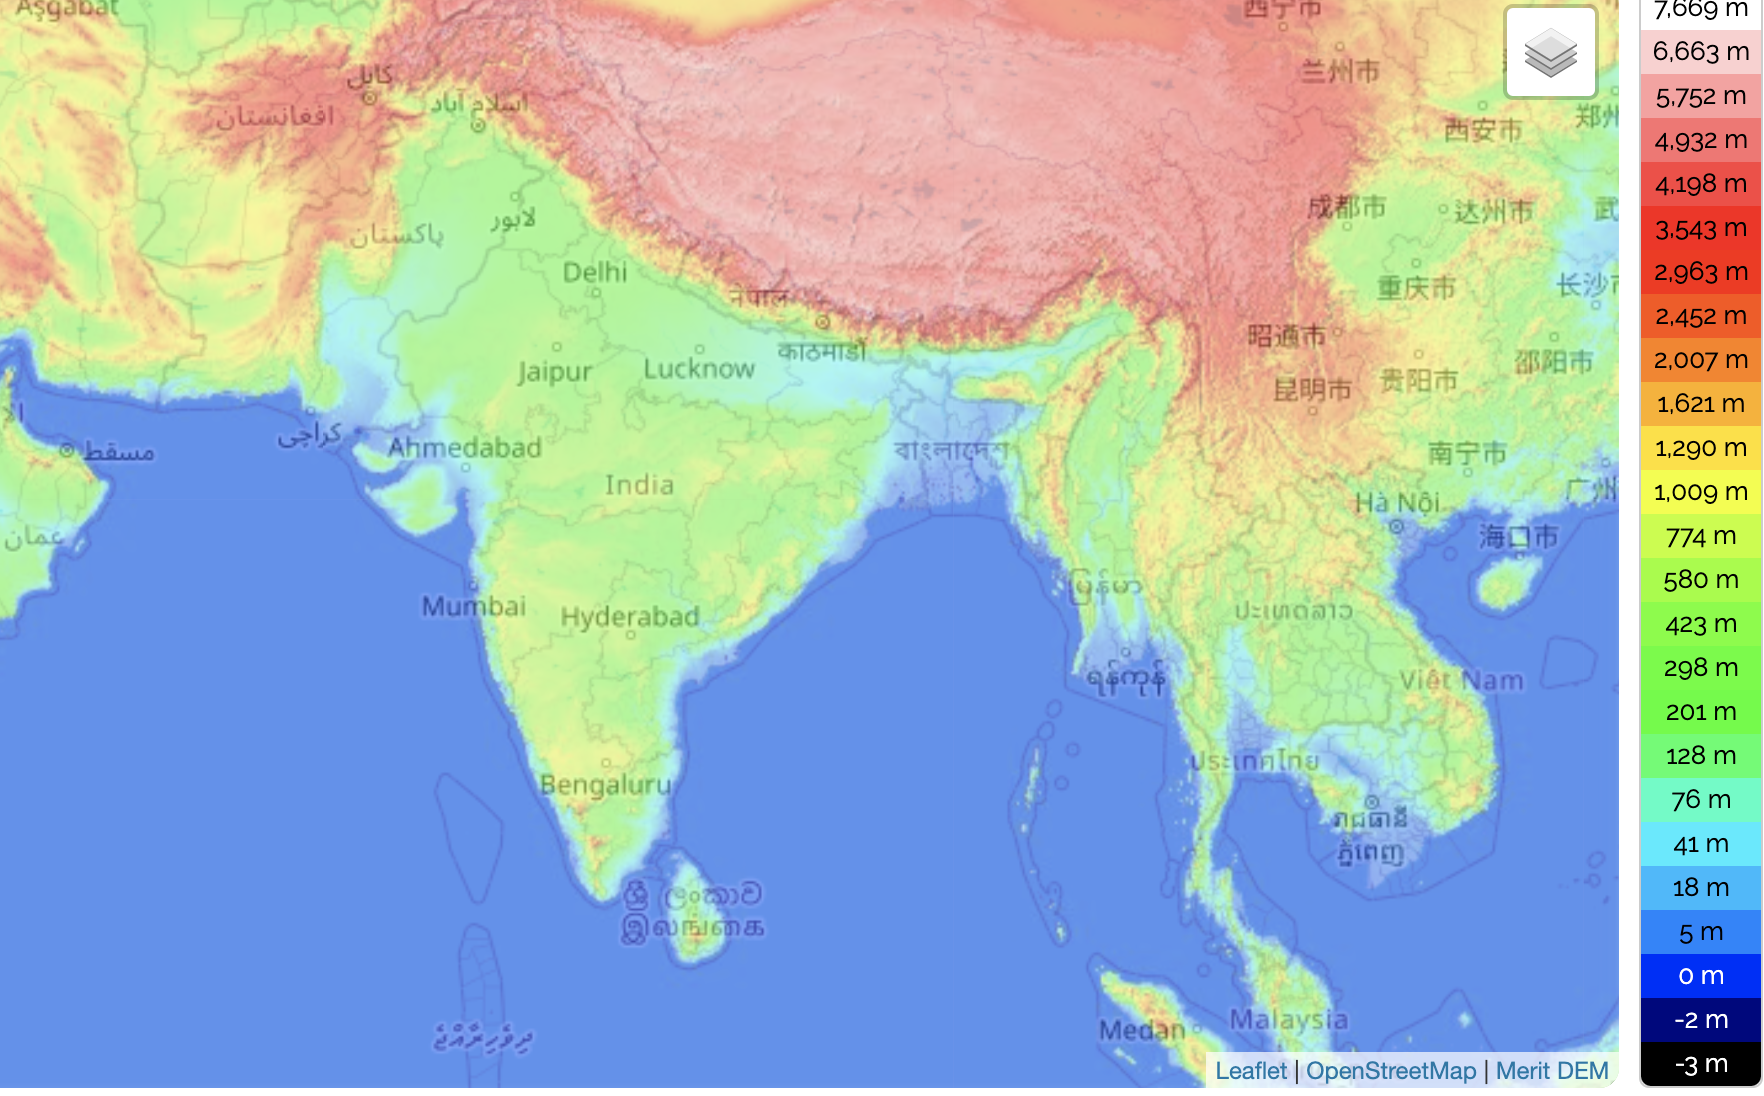 Aşgabat
西宁市
كابل
افغانستان
اسلام آباد
兰州市
西安市
郑州
لاہور
پاکستان
成都市
达州市
武
Delhi
नेपाल
काठमाडौं
重庆市
长沙市
昭通市
Jaipur
Lucknow
昆明市
贵阳市
邵阳市
كراچى
مسقط
Ahmedabad
বাংলাদেশ
南宁市
India
广州
Hà Nội
عمان
海口市
မြန်မာ
Mumbai
Hyderabad
ປະເທດລາວ
ရန်ကုန်
Việt Nam
ประเทศไทย
Bengaluru
រាជធានី
ភ្នំពេញ
ශ්‍රී ලංකාව
இலங்கை
ދިވެހިރާއްޖެ
Medan
Malaysia
Leaflet | OpenStreetMap | Merit DEM
7,669 m
6,663 m
5,752 m
4,932 m
4,198 m
3,543 m
2,963 m
2,452 m
2,007 m
1,621 m
1,290 m
1,009 m
774 m
580 m
423 m
298 m
201 m
128 m
76 m
41 m
18 m
5 m
0 m
-2 m
-3 m